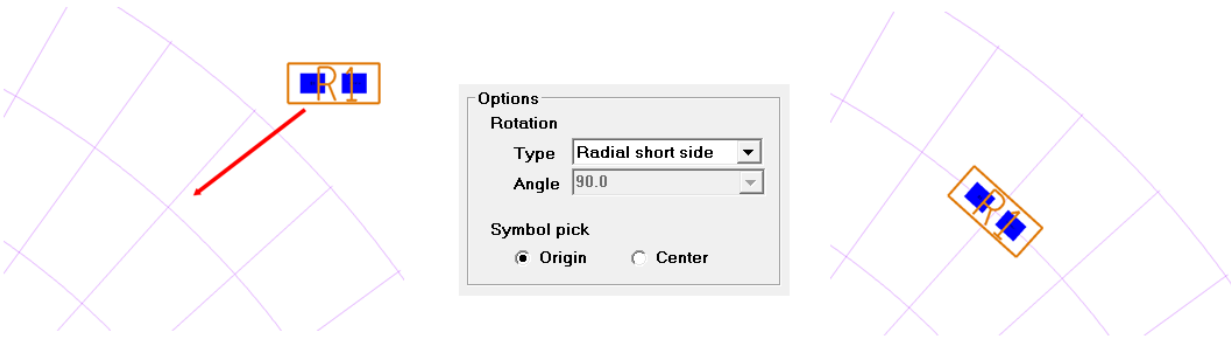 R1
Options
Rotation
Type Radial short side
Angle 90.0
Symbol pick
Origin Center
R1